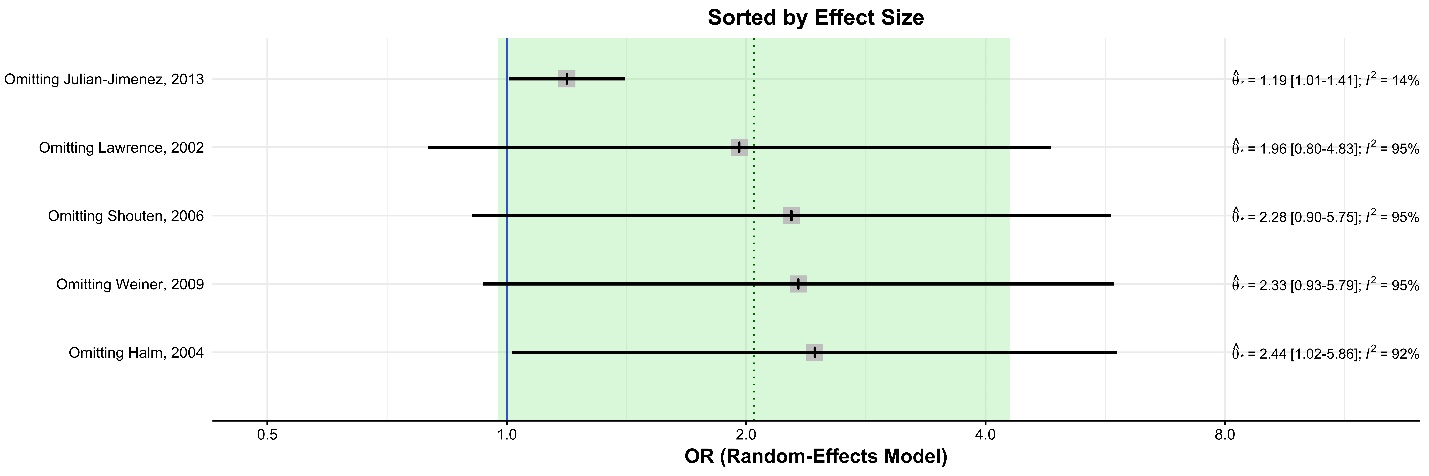 Sorted by Effect Size
Omitting Julian-Jimenez, 2013 θ̂* = 1.19 [1.01-1.41]; I² = 14%
Omitting Lawrence, 2002 θ̂* = 1.96 [0.80-4.83]; I² = 95%
Omitting Shouten, 2006 θ̂* = 2.28 [0.90-5.75]; I² = 95%
Omitting Weiner, 2009 θ̂* = 2.33 [0.93-5.79]; I² = 95%
Omitting Halm, 2004 θ̂* = 2.44 [1.02-5.86]; I² = 92%
0.5 1.0 2.0 4.0 8.0
OR (Random-Effects Model)